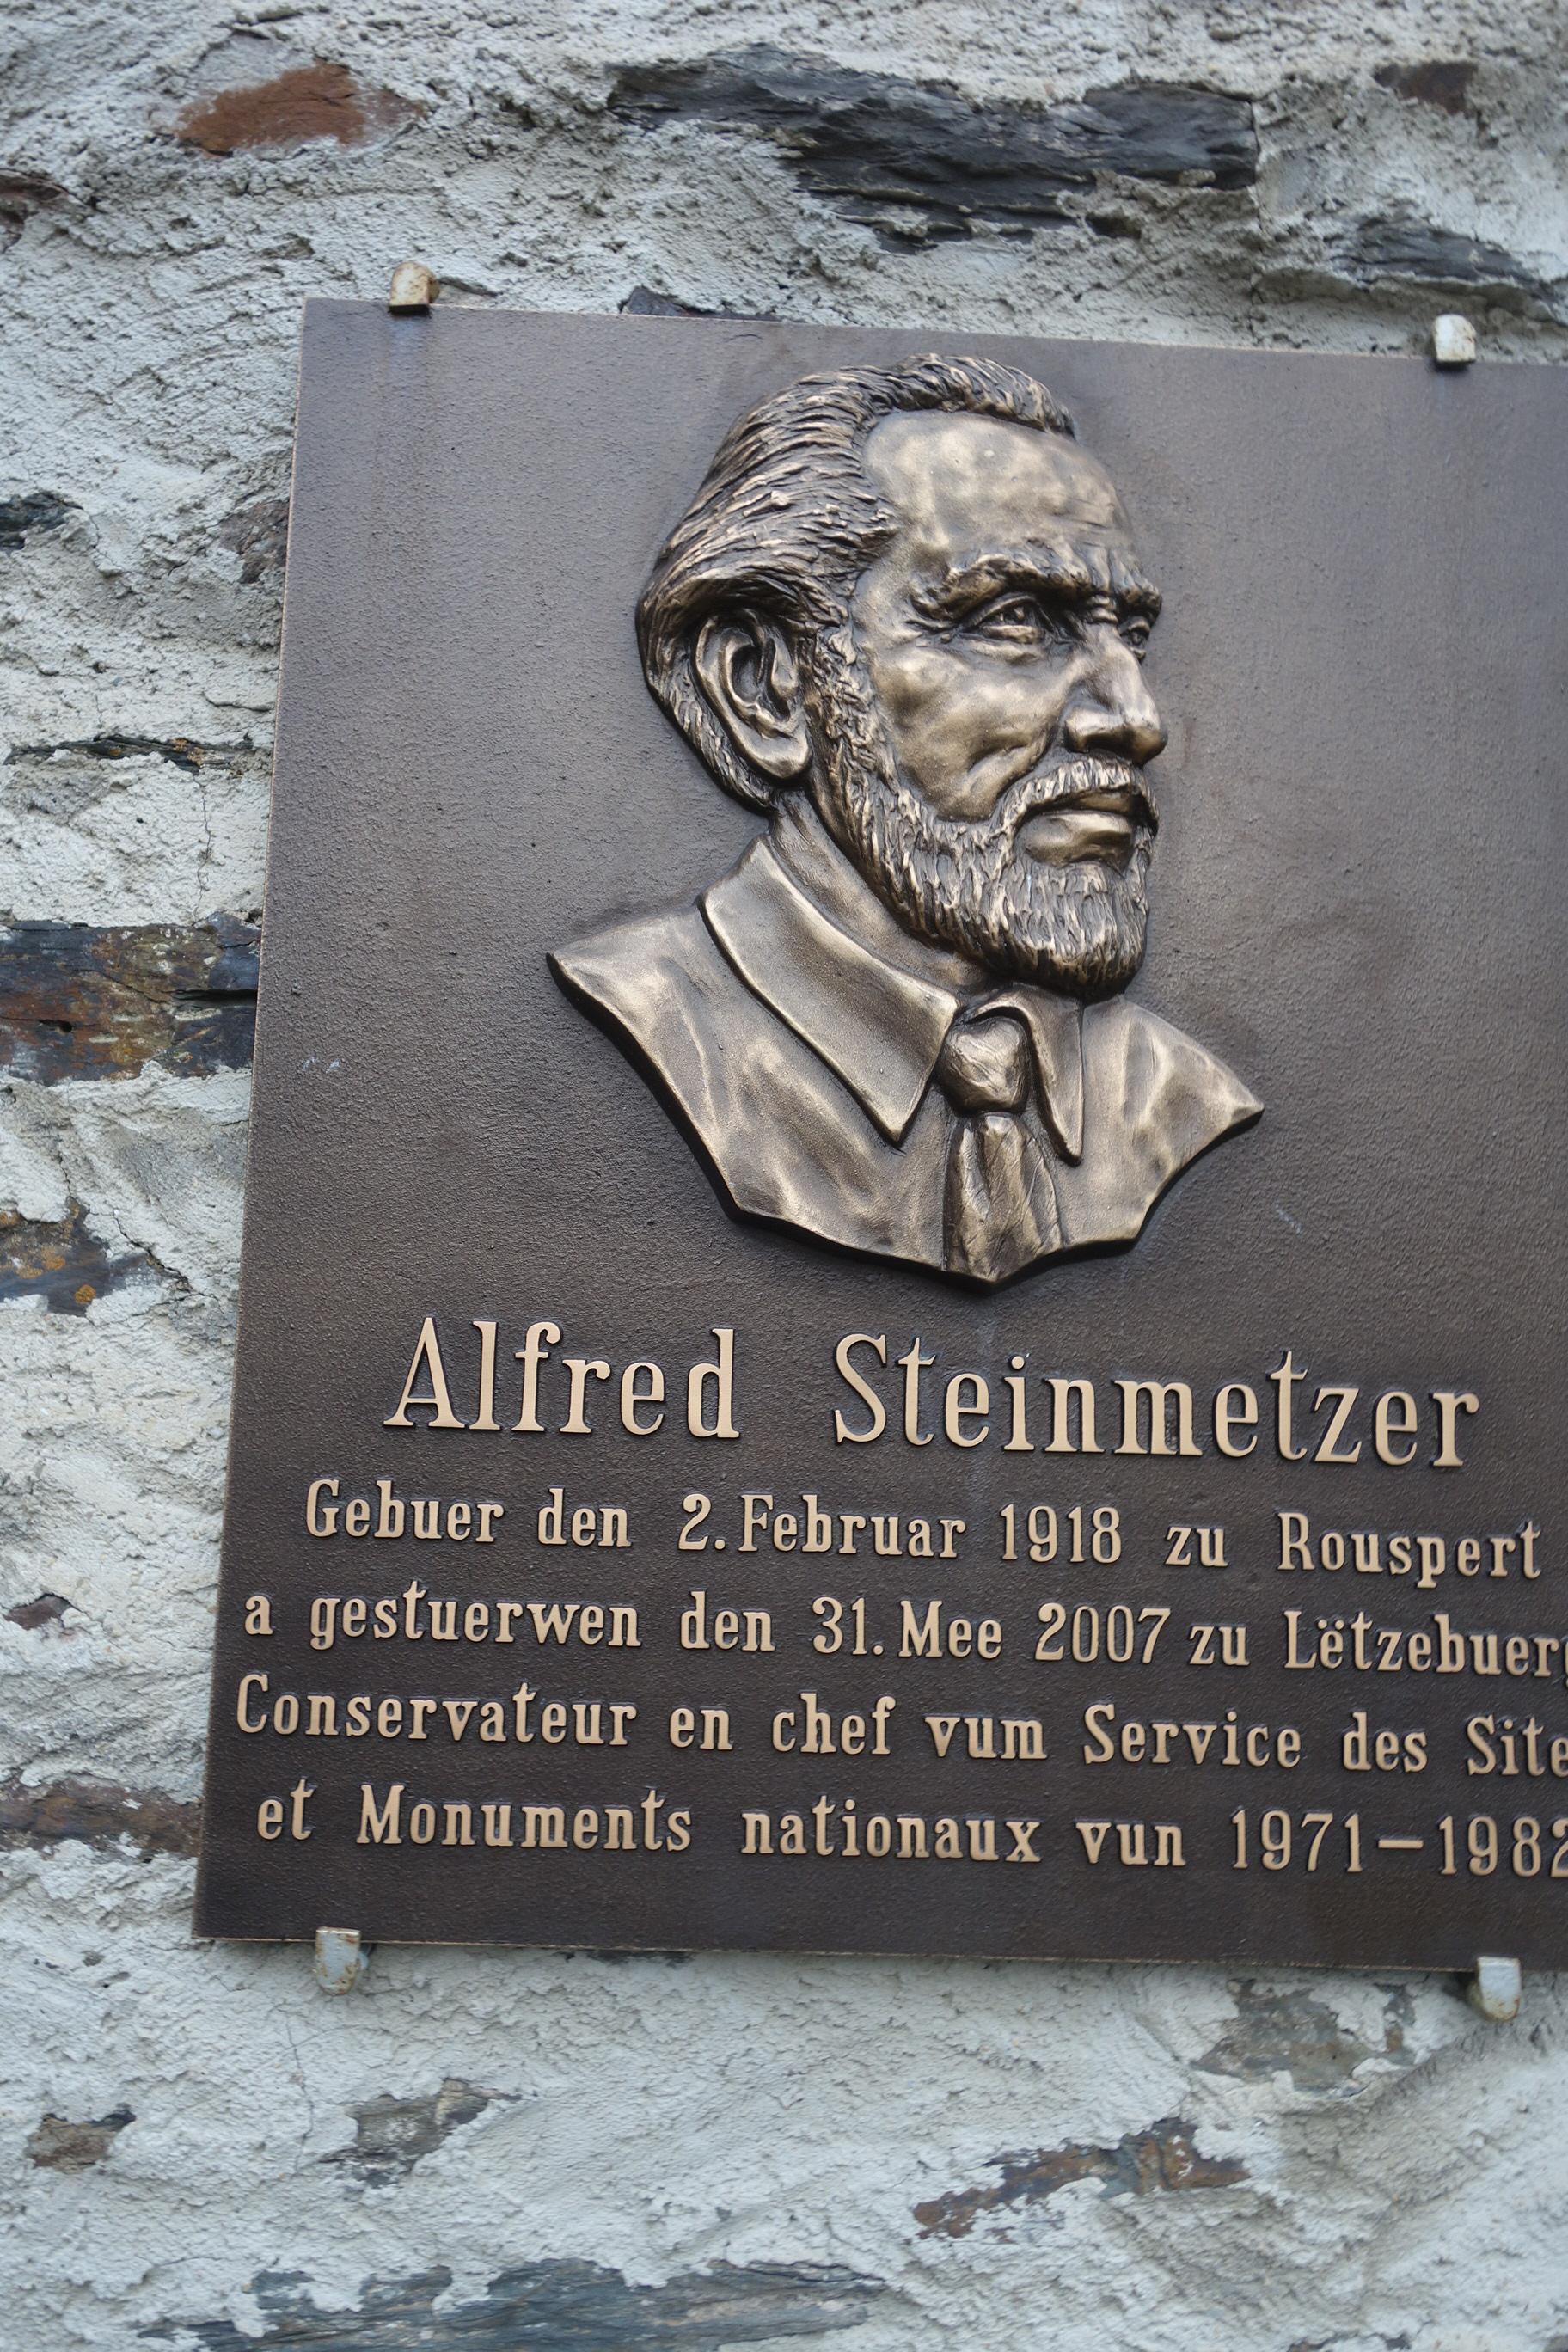 Alfred Steinmetzer
Gebuer den 2. Februar 1918 zu Rouspert
a gestuerwen den 31. Mee 2007 zu Lëtzebuerg
Conservateur en chef vum Service des Site
et Monuments nationaux vun 1971–1982